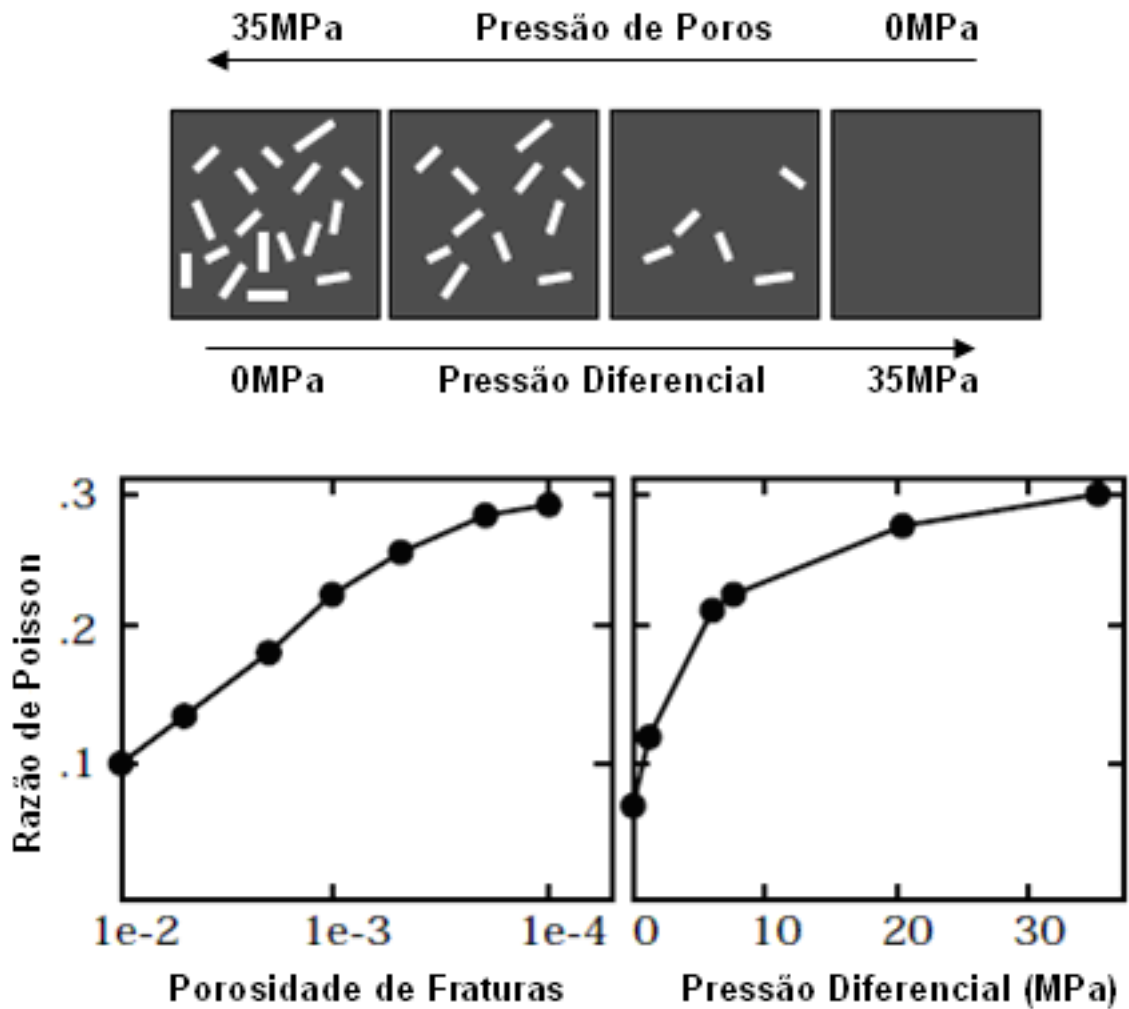 35MPa Pressão de Poros 0MPa
0MPa Pressão Diferencial 35MPa
Razão de Poisson
.3
.2
.1
1e-2 1e-3 1e-4 0 10 20 30
Porosidade de Fraturas Pressão Diferencial (MPa)